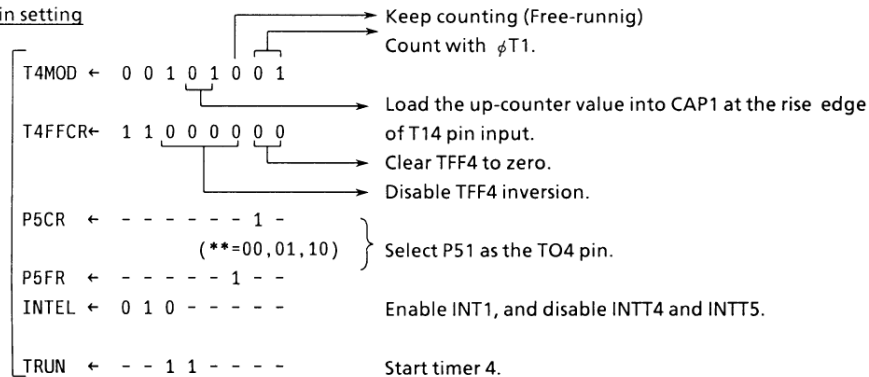 in setting
Keep counting (Free-runnig)
Count with ϕT1.
T4MOD ← 0 0 1 0 1 0 0 1
Load the up-counter value into CAP1 at the rise edge
of T14 pin input.
T4FFCR← 1 1 0 0 0 0 0 0
Clear TFF4 to zero.
Disable TFF4 inversion.
P5CR ← - - - - - - 1 -
(**=00,01,10)
Select P51 as the TO4 pin.
P5FR ← - - - - - 1 - -
INTEL ← 0 1 0 - - - - -
Enable INT1, and disable INTT4 and INTT5.
TRUN ← - - 1 1 - - - -
Start timer 4.